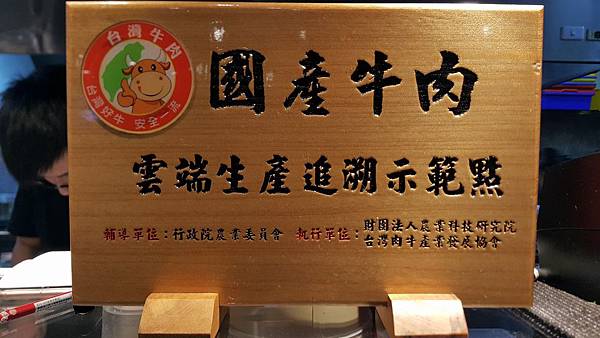 台灣牛肉
台灣好牛 安全一流
國產牛肉
雲端生產追溯示範點
輔導單位：行政院農業委員會 執行單位：財團法人農業科技研究院
台灣肉牛產業發展協會